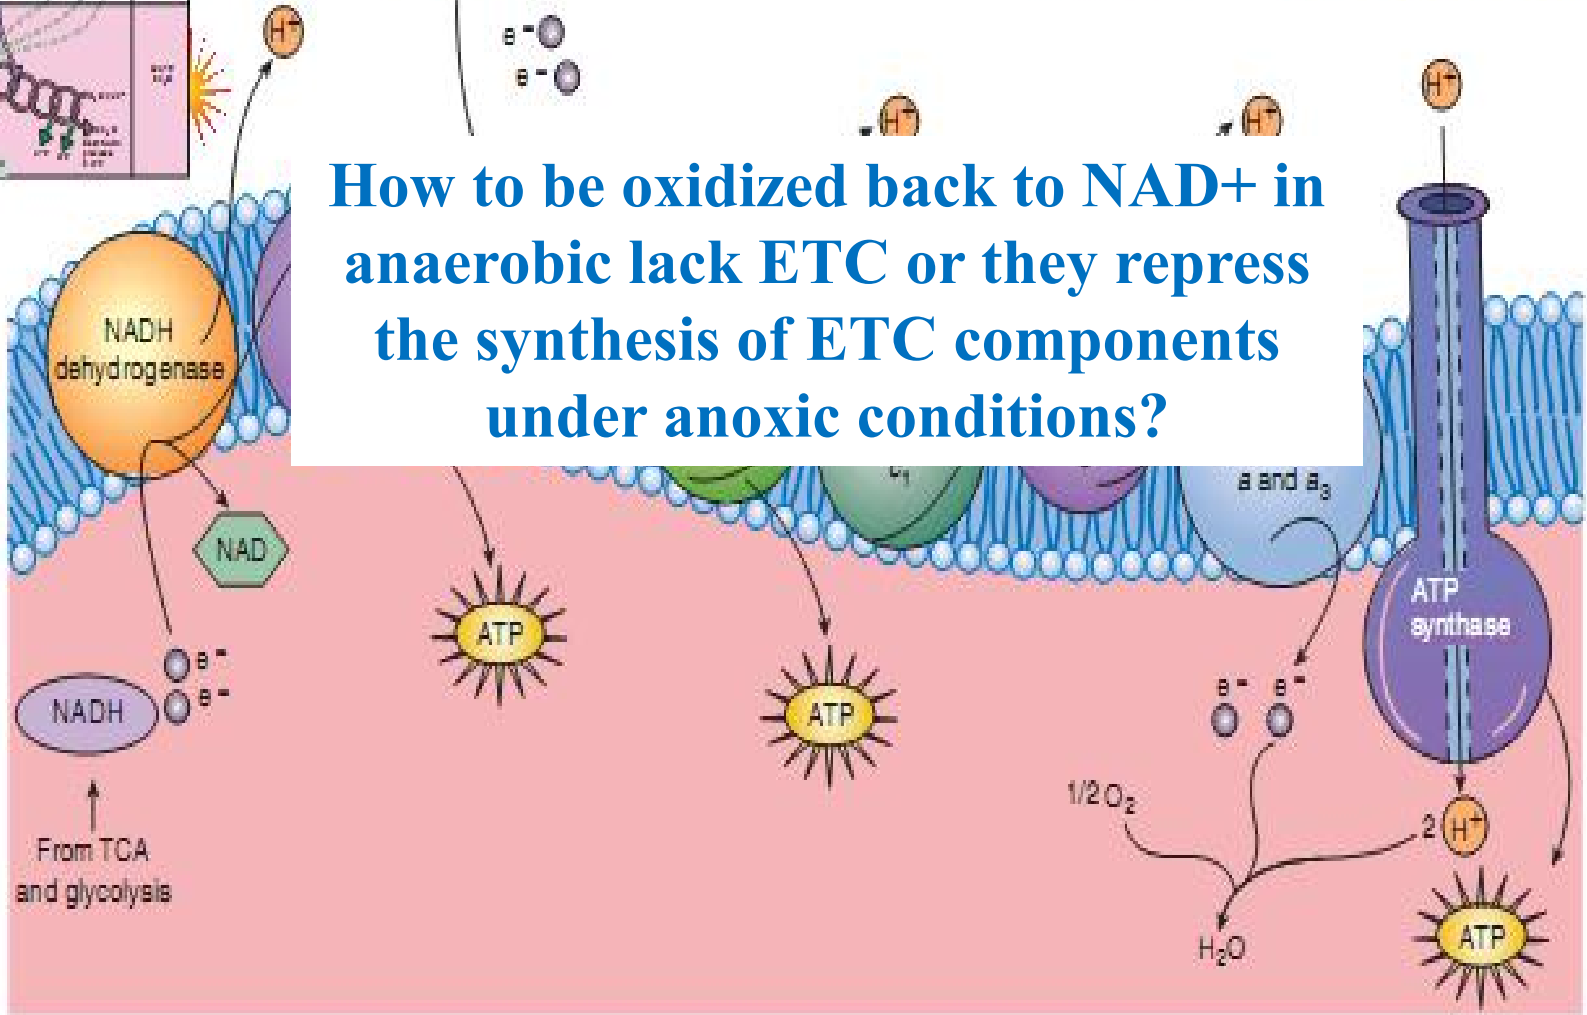 H+
e-
e-
H+
H+
H+
How to be oxidized back to NAD+ in
anaerobic lack ETC or they repress
the synthesis of ETC components
under anoxic conditions?
NADH
dehydrogenase
a and a3
NAD
ATP
synthase
ATP
e-
e-
NADH
ATP
e- e-
1/2O2
2 H+
From TCA
and glycolysis
H2O
ATP